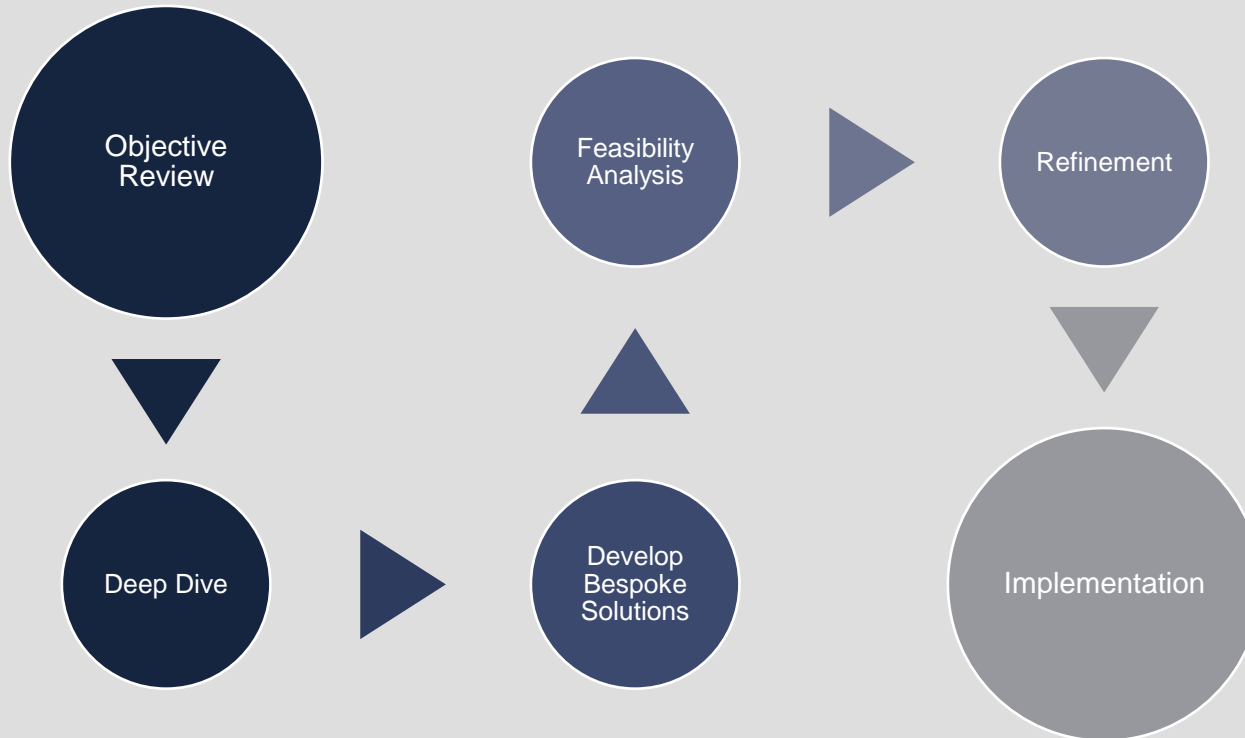 Objective
Review
Deep Dive
Develop
Bespoke
Solutions
Feasibility
Analysis
Refinement
Implementation